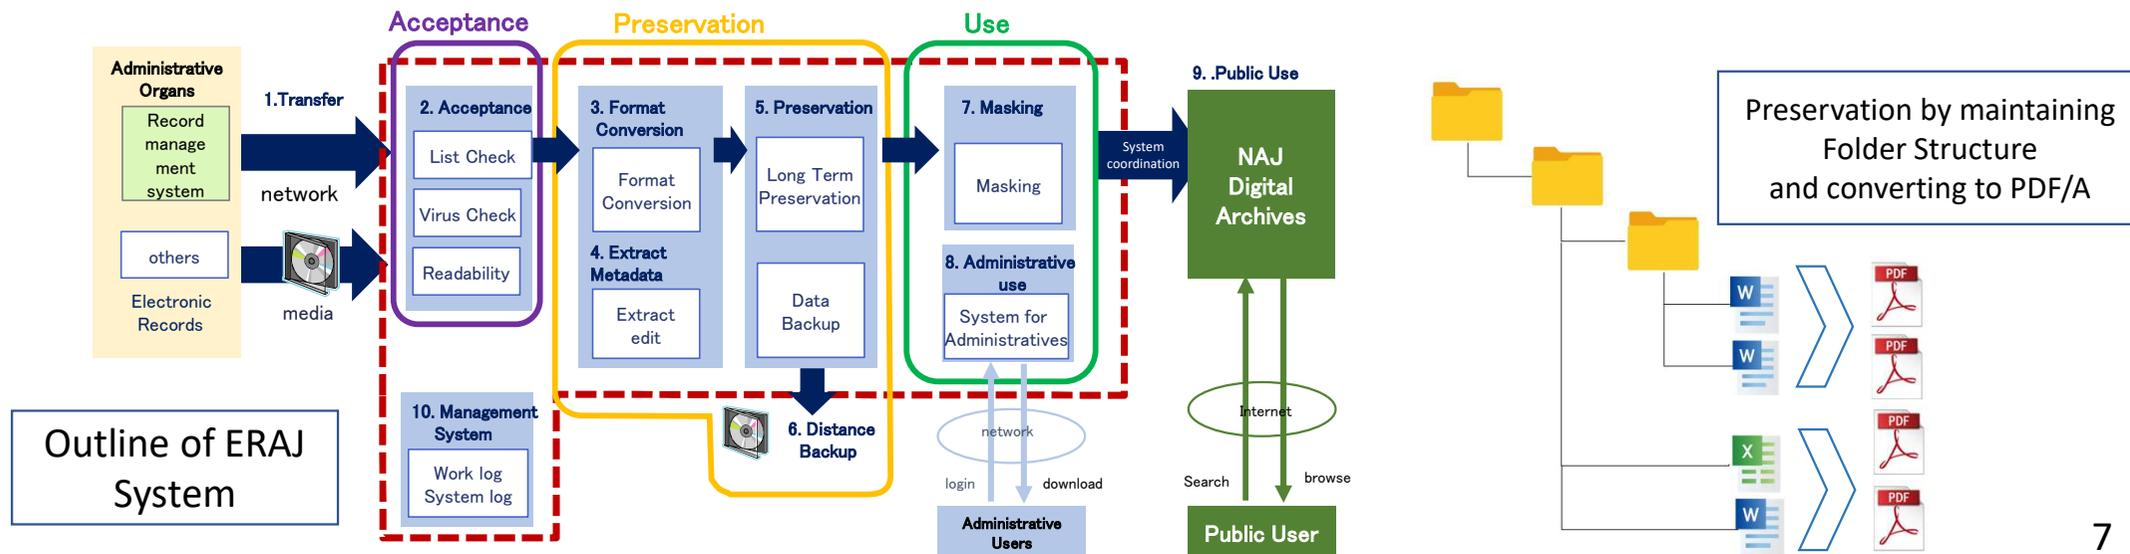 Acceptance
Preservation
Use
Administrative
Organs
Record
manage
ment
system
others
Electronic
Records
1.Transfer
network
media
2. Acceptance
List Check
Virus Check
Readability
3. Format
Conversion
Format
Conversion
4. Extract
Metadata
Extract
edit
5. Preservation
Long Term
Preservation
Data
Backup
6. Distance
Backup
7. Masking
Masking
8. Administrative
use
System for
Administratives
System
coordination
9. .Public Use
NAJ
Digital
Archives
10. Management
System
Work log
System log
network
login
download
Administrative
Users
Internet
Search
browse
Public User
Outline of ERAJ
System
Preservation by maintaining
Folder Structure
and converting to PDF/A
W
PDF
W
PDF
X
PDF
W
PDF
7